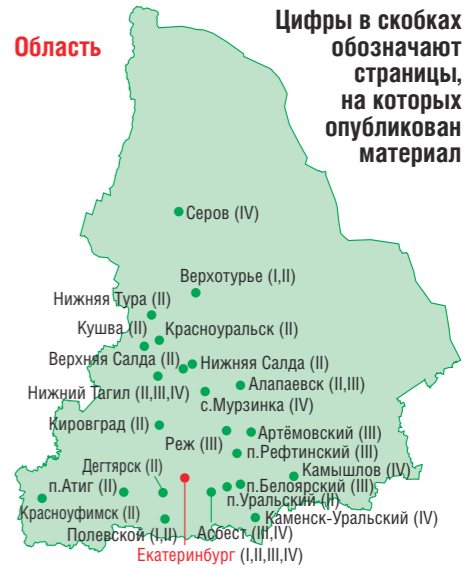 Область
Цифры в скобках
обозначают
страницы,
на которых
опубликован
материал
Серов (IV)
Верхотурье (I,II)
Нижняя Тура (II)
Кушва (II)
Красноуральск (II)
Верхняя Салда (II)
Нижняя Салда (II)
Нижний Тагил (II,III,IV)
Алапаевск (II,III)
с.Мурзинка (IV)
Кировград (II)
Реж (III)
Артёмовский (III)
п.Рефтинский (III)
Дегтярск (II)
Камышлов (IV)
п.Атиг (II)
п.Белоярский (III)
п.Уральский (II)
Красноуфимск (II)
Каменск-Уральский (IV)
Полевской (I,II)
Асбест (III,IV)
Екатеринбург (I,II,III,IV)